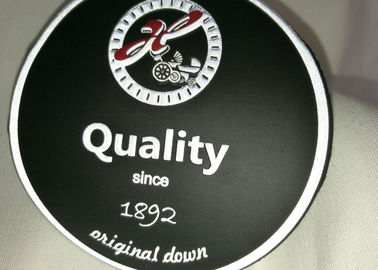 Quality
since
1892
original down